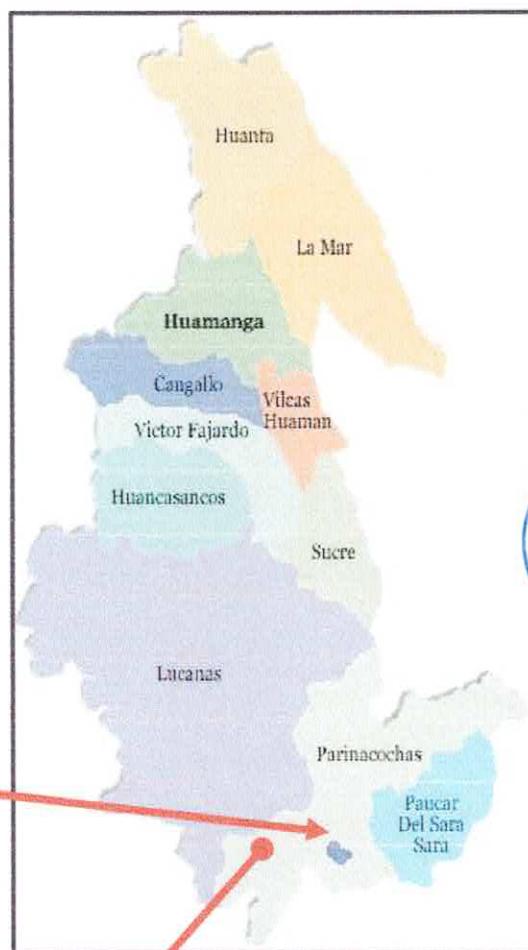 Huanta
La Mar
Huamanga
Cangallo
Vilcas
Huaman
Victor Fajardo
Huancasancos
Sucre
Lucanas
Parinacochas
Paucar
Del Sara
Sara